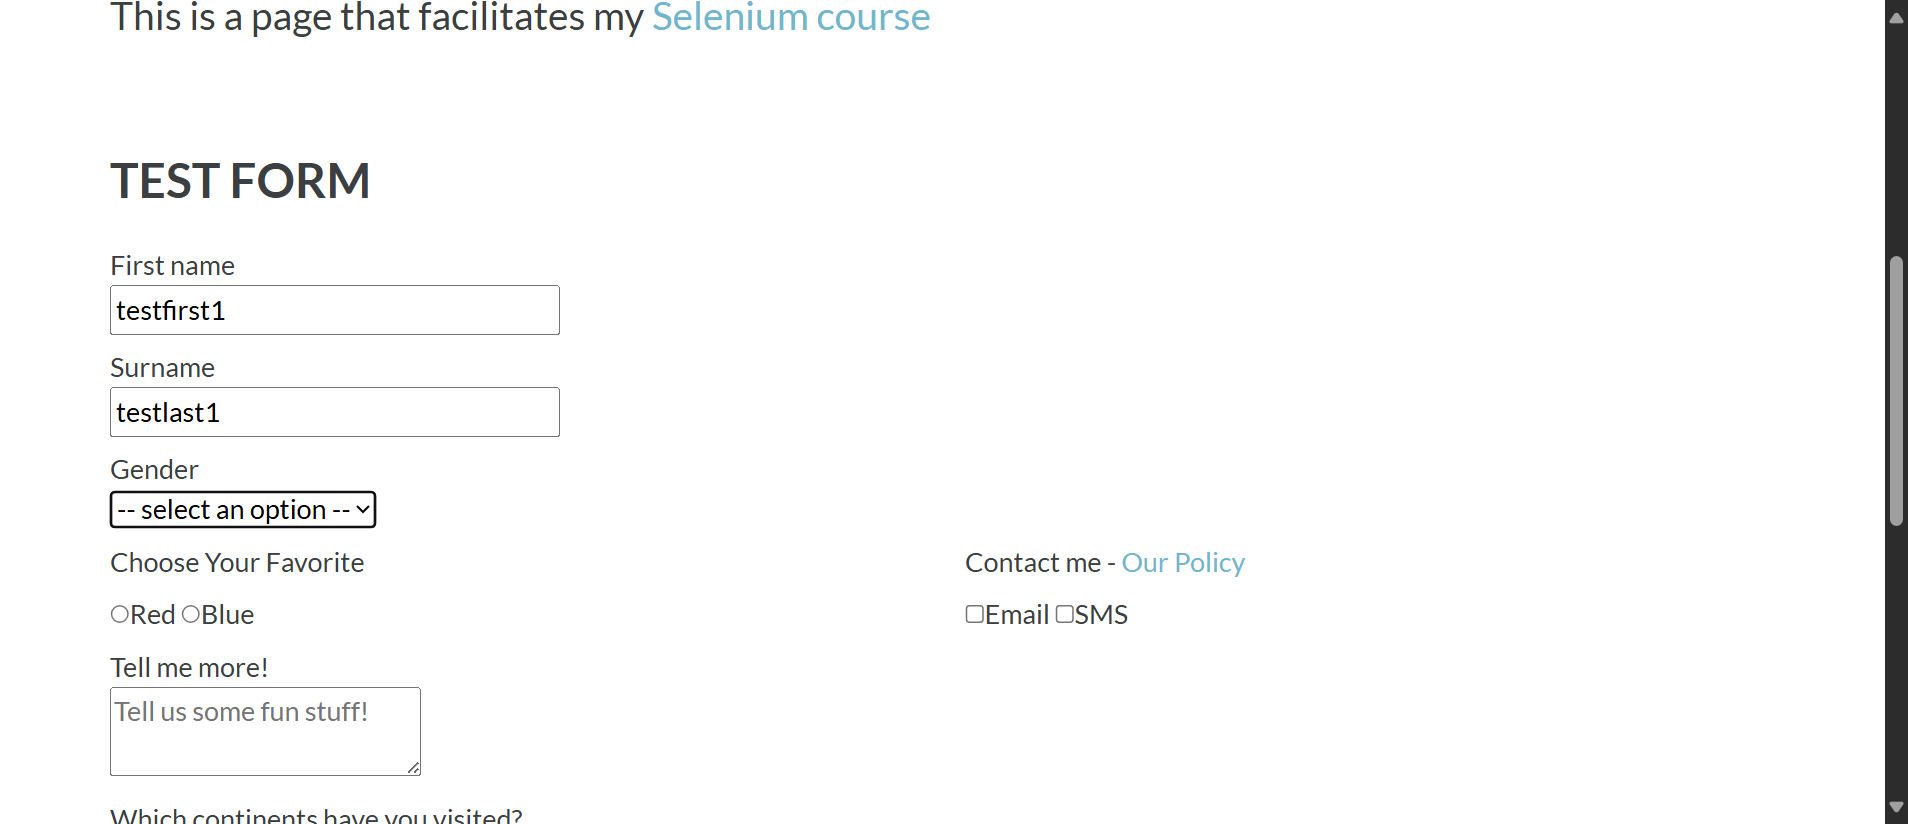 This is a page that facilitates my Selenium course
TEST FORM
First name
testfirst1
Surname
testlast1
Gender
-- select an option --
Choose Your Favorite
Contact me - Our Policy
Red Blue
Email SMS
Tell me more!
Tell us some fun stuff!
Which continents have you visited?